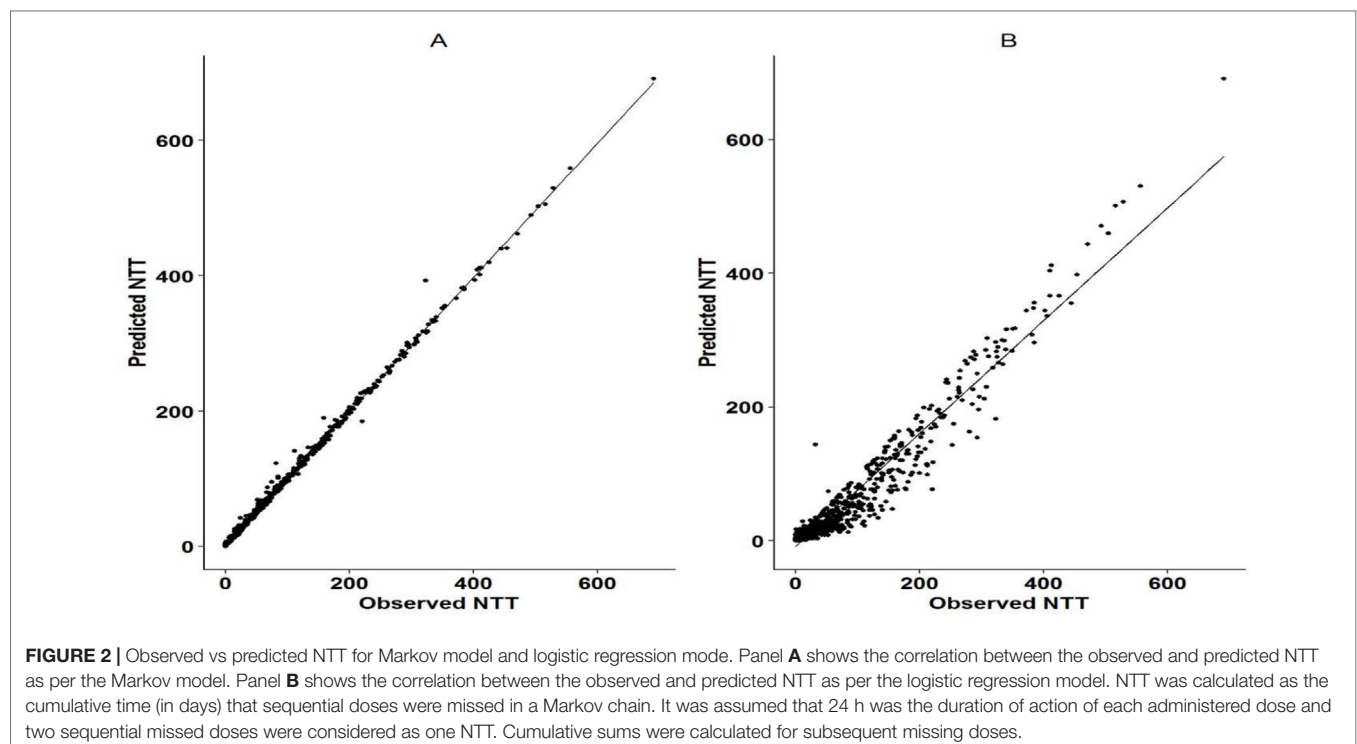 A
B
600
400
200
0
Predicted NTT
0 200 400 600
Observed NTT
600
400
200
0
Predicted NTT
0 200 400 600
Observed NTT
FIGURE 2 | Observed vs predicted NTT for Markov model and logistic regression mode. Panel A shows the correlation between the observed and predicted NTT
as per the Markov model. Panel B shows the correlation between the observed and predicted NTT as per the logistic regression model. NTT was calculated as the
cumulative time (in days) that sequential doses were missed in a Markov chain. It was assumed that 24 h was the duration of action of each administered dose and
two sequential missed doses were considered as one NTT. Cumulative sums were calculated for subsequent missing doses.